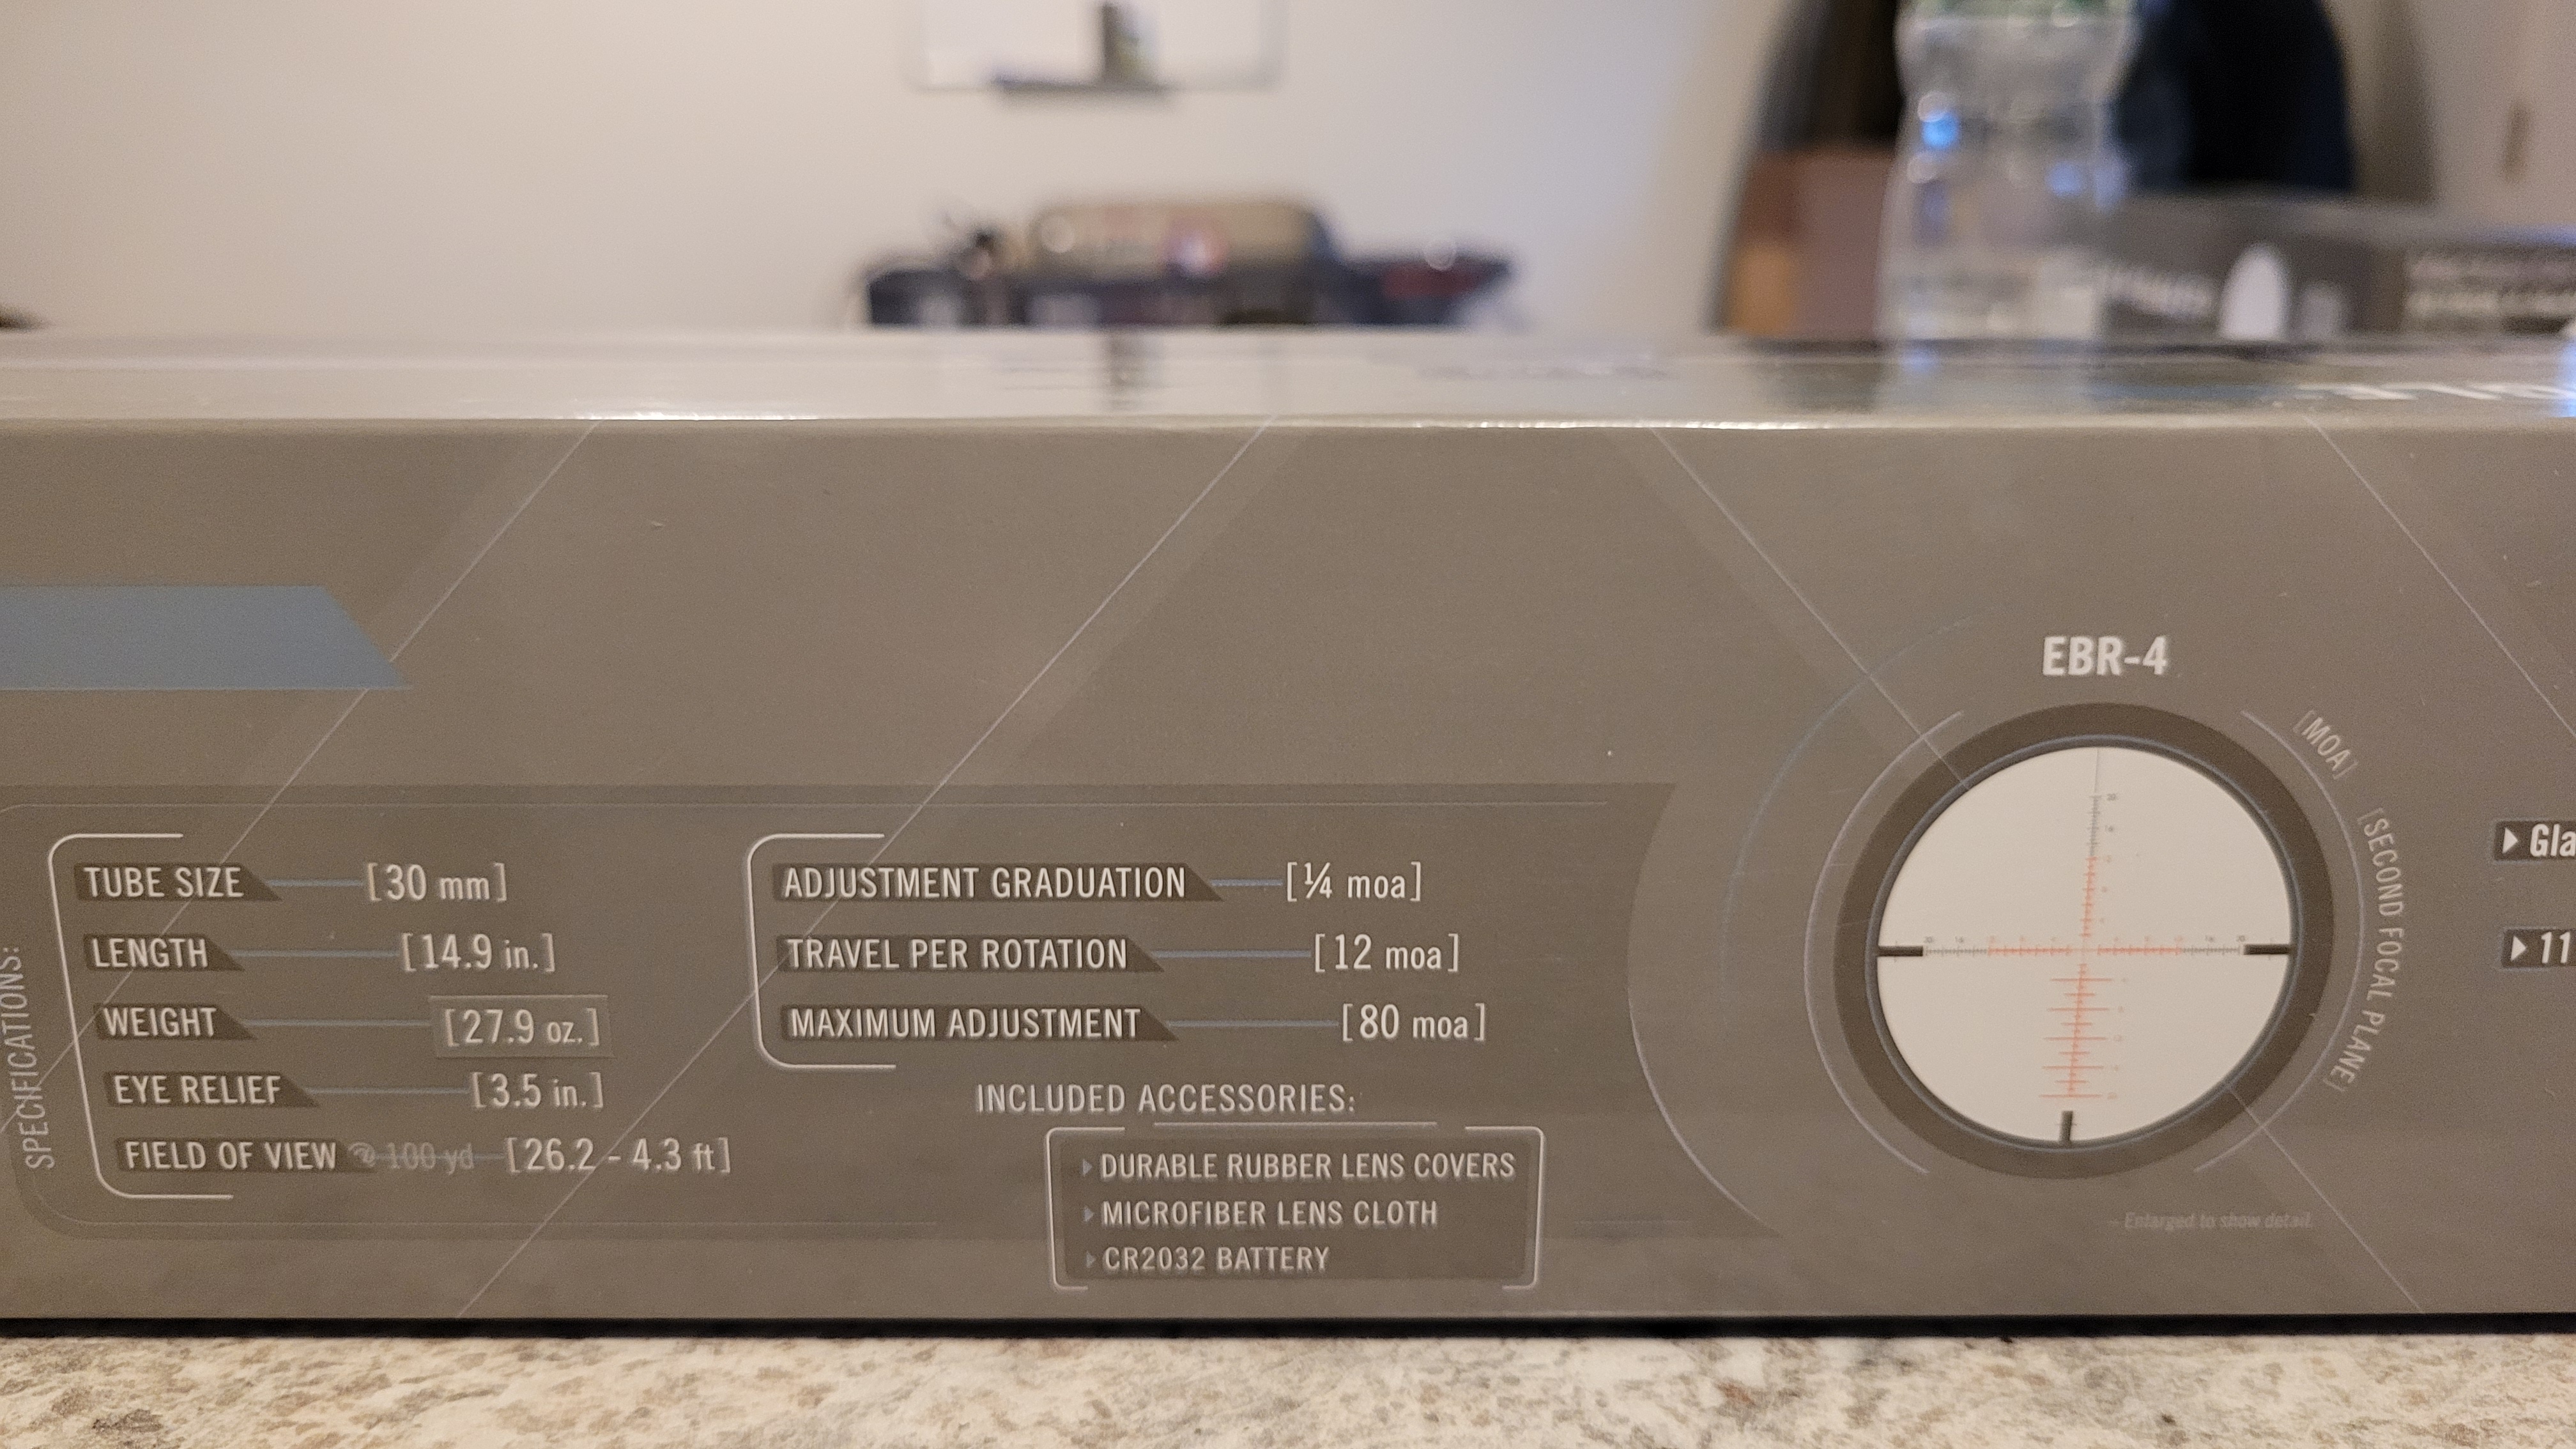 SPECIFICATIONS:
TUBE SIZE [30 mm]
LENGTH [14.9 in.]
WEIGHT [27.9 oz.]
EYE RELIEF [3.5 in.]
FIELD OF VIEW @ 100 yd [26.2 - 4.3 ft]
ADJUSTMENT GRADUATION [¼ moa]
TRAVEL PER ROTATION [12 moa]
MAXIMUM ADJUSTMENT [80 moa]
INCLUDED ACCESSORIES:
DURABLE RUBBER LENS COVERS
MICROFIBER LENS CLOTH
CR2032 BATTERY
EBR-4
[MOA]
[SECOND FOCAL PLANE]
Enlarged to show detail.
Gla
11